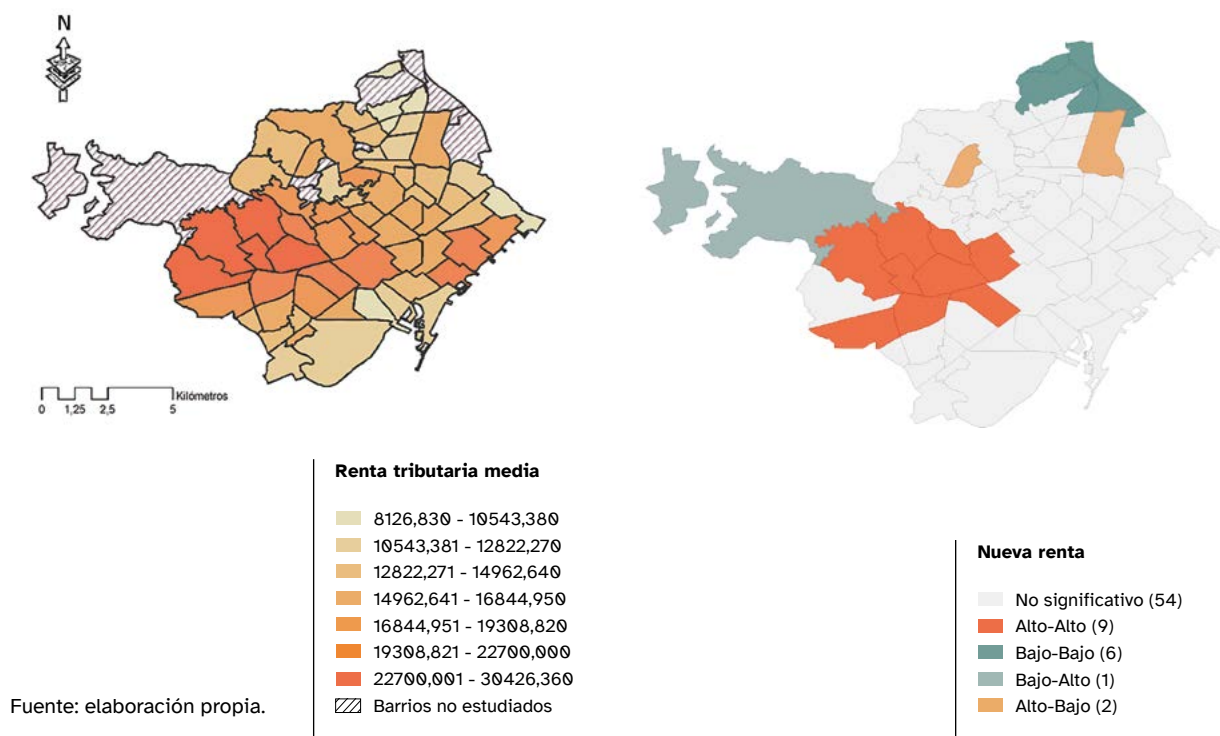 N
Kilómetros
0 1,25 2,5 5
Renta tributaria media
8126,830 - 10543,380
10543,381 - 12822,270
12822,271 - 14962,640
14962,641 - 16844,950
16844,951 - 19308,820
19308,821 - 22700,000
22700,001 - 30426,360
Barrios no estudiados
Fuente: elaboración propia.
Nueva renta
No significativo (54)
Alto-Alto (9)
Bajo-Bajo (6)
Bajo-Alto (1)
Alto-Bajo (2)